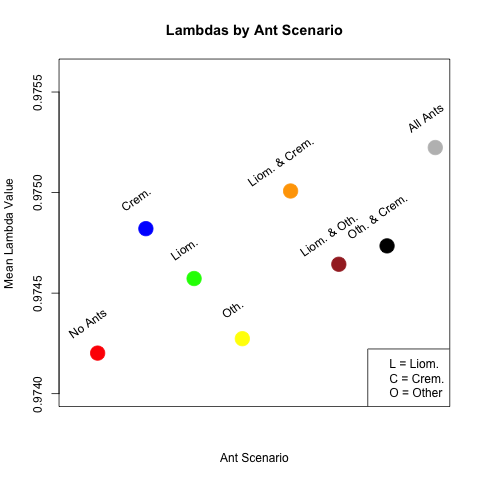 Lambdas by Ant Scenario
Mean Lambda Value
0.9755
0.9750
0.9745
0.9740
No Ants
Crem.
Liom.
Oth.
Liom. & Crem.
Liom. & Oth.
Oth. & Crem.
All Ants
L = Liom.
C = Crem.
O = Other
Ant Scenario